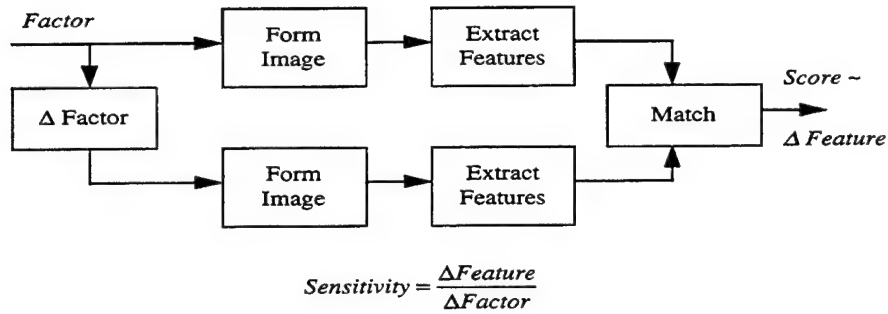 Factor
Form
Image
Extract
Features
Δ Factor
Match
Score ~
Δ Feature
Form
Image
Extract
Features
Sensitivity = ΔFeature
ΔFactor